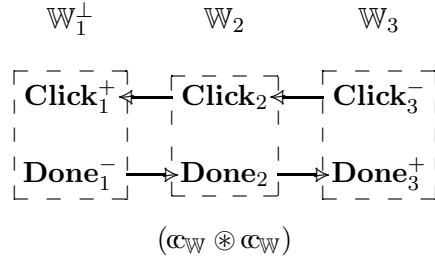 𝕎₁^⊥ 𝕎₂ 𝕎₃
Click₁⁺ Click₂ Click₃⁻
Done₁⁻ Done₂ Done₃⁺
(𝕔𝕔_𝕎 ⊛ 𝕔𝕔_𝕎)